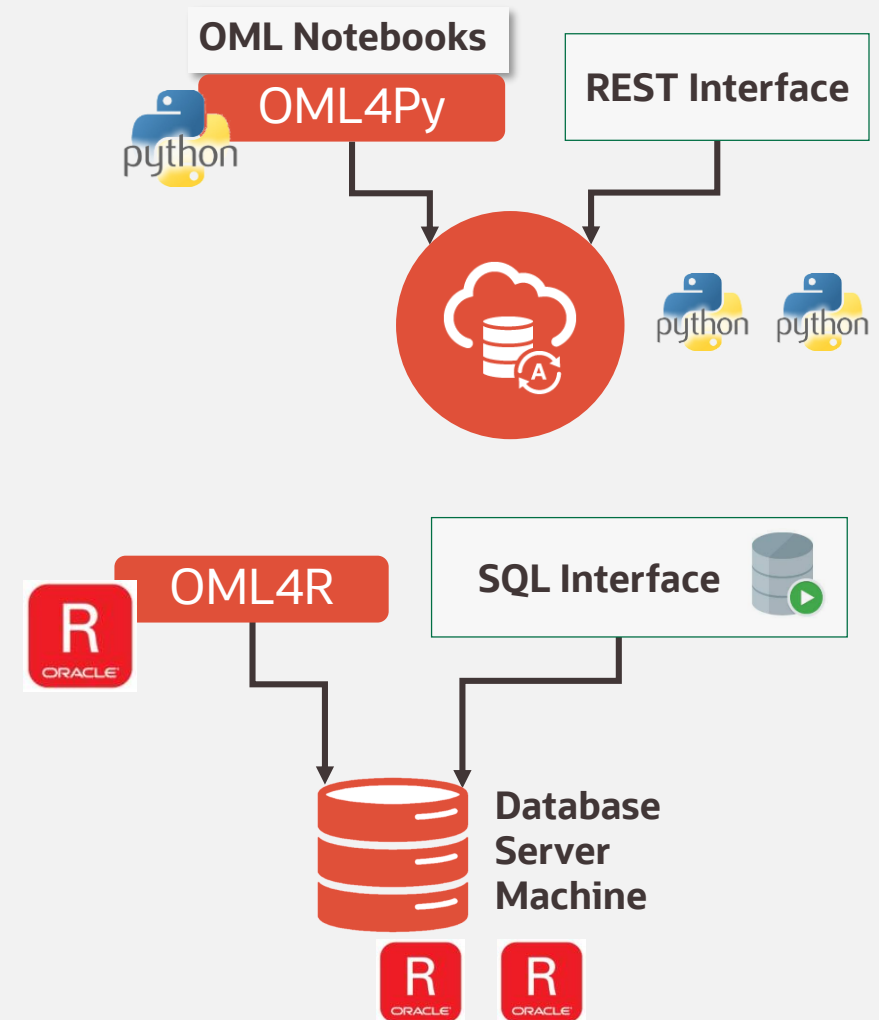 OML Notebooks
OML4Py
python
REST Interface
A
python
python
OML4R
R
ORACLE
SQL Interface
Database
Server
Machine
R
ORACLE
R
ORACLE